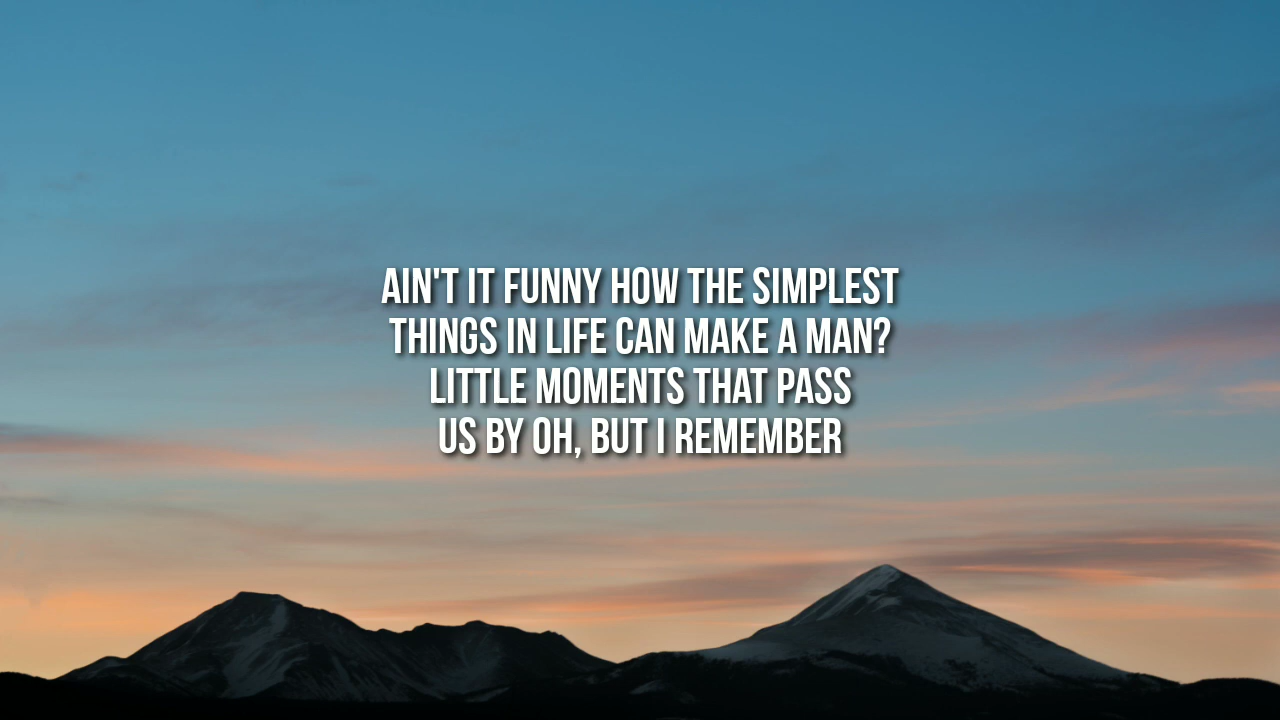 AIN'T IT FUNNY HOW THE SIMPLEST
THINGS IN LIFE CAN MAKE A MAN?
LITTLE MOMENTS THAT PASS
US BY OH, BUT I REMEMBER